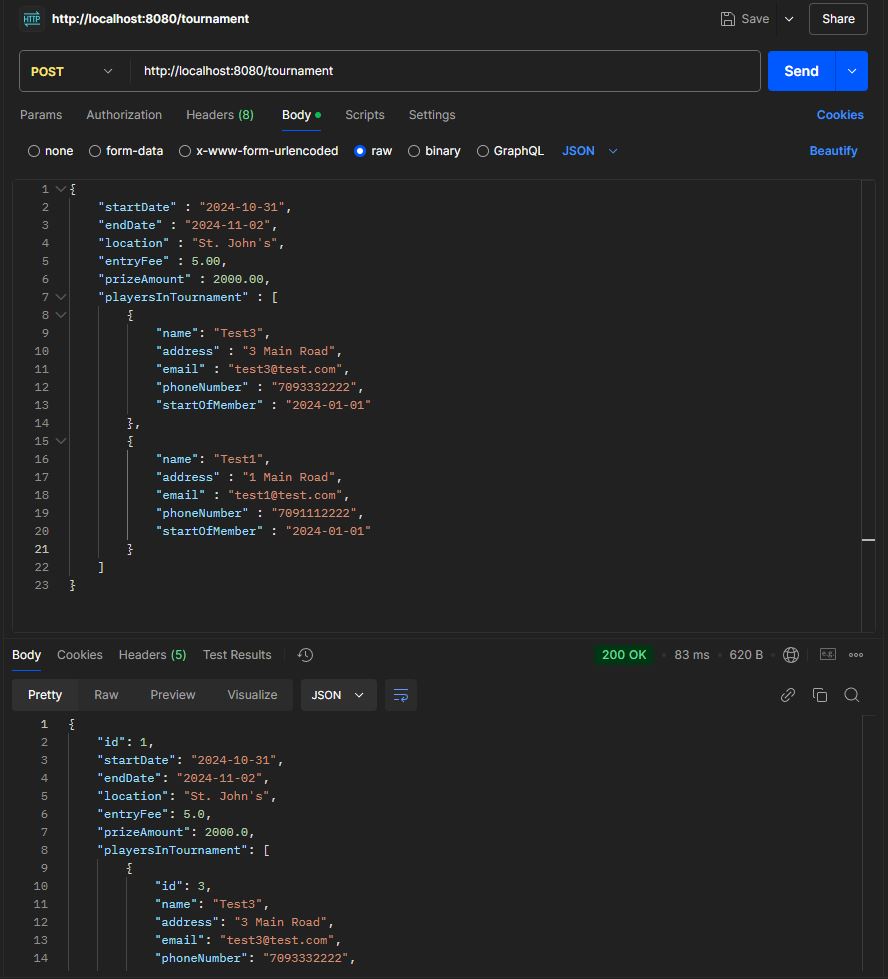 HTTP http://localhost:8080/tournament Save Share
POST http://localhost:8080/tournament Send
Params Authorization Headers (8) Body Scripts Settings Cookies
none form-data x-www-form-urlencoded raw binary GraphQL JSON Beautify
1 {
2 "startDate" : "2024-10-31",
3 "endDate" : "2024-11-02",
4 "location" : "St. John's",
5 "entryFee" : 5.00,
6 "prizeAmount" : 2000.00,
7 "playersInTournament" : [
8 {
9 "name": "Test3",
10 "address" : "3 Main Road",
11 "email" : "test3@test.com",
12 "phoneNumber" : "7093332222",
13 "startOfMember" : "2024-01-01"
14 },
15 {
16 "name": "Test1",
17 "address" : "1 Main Road",
18 "email" : "test1@test.com",
19 "phoneNumber" : "7091112222",
20 "startOfMember" : "2024-01-01"
21 }
22 ]
23 }
Body Cookies Headers (5) Test Results 200 OK 83 ms 620 B e.g.
Pretty Raw Preview Visualize JSON
1 {
2 "id": 1,
3 "startDate": "2024-10-31",
4 "endDate": "2024-11-02",
5 "location": "St. John's",
6 "entryFee": 5.0,
7 "prizeAmount": 2000.0,
8 "playersInTournament": [
9 {
10 "id": 3,
11 "name": "Test3",
12 "address": "3 Main Road",
13 "email": "test3@test.com",
14 "phoneNumber": "7093332222",